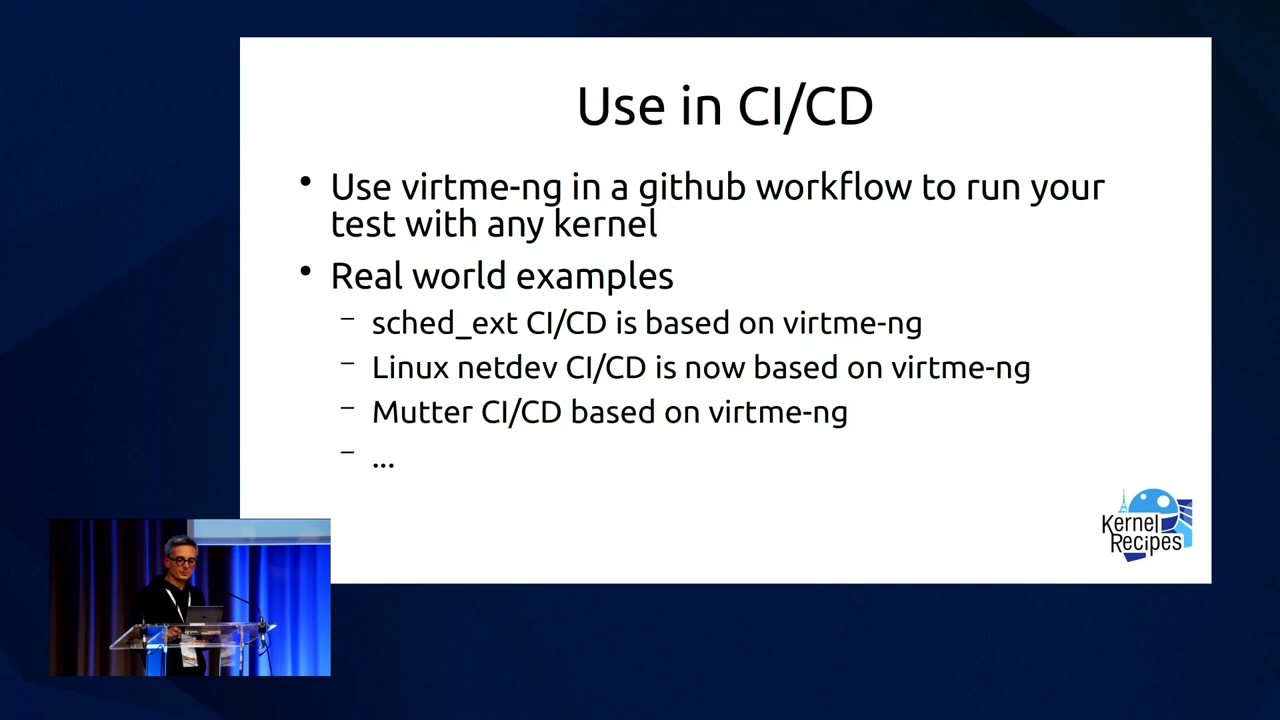 Use in CI/CD
• Use virtme-ng in a github workflow to run your
test with any kernel
• Real world examples
– sched_ext CI/CD is based on virtme-ng
– Linux netdev CI/CD is now based on virtme-ng
– Mutter CI/CD based on virtme-ng
– ...
Kernel
Recipes